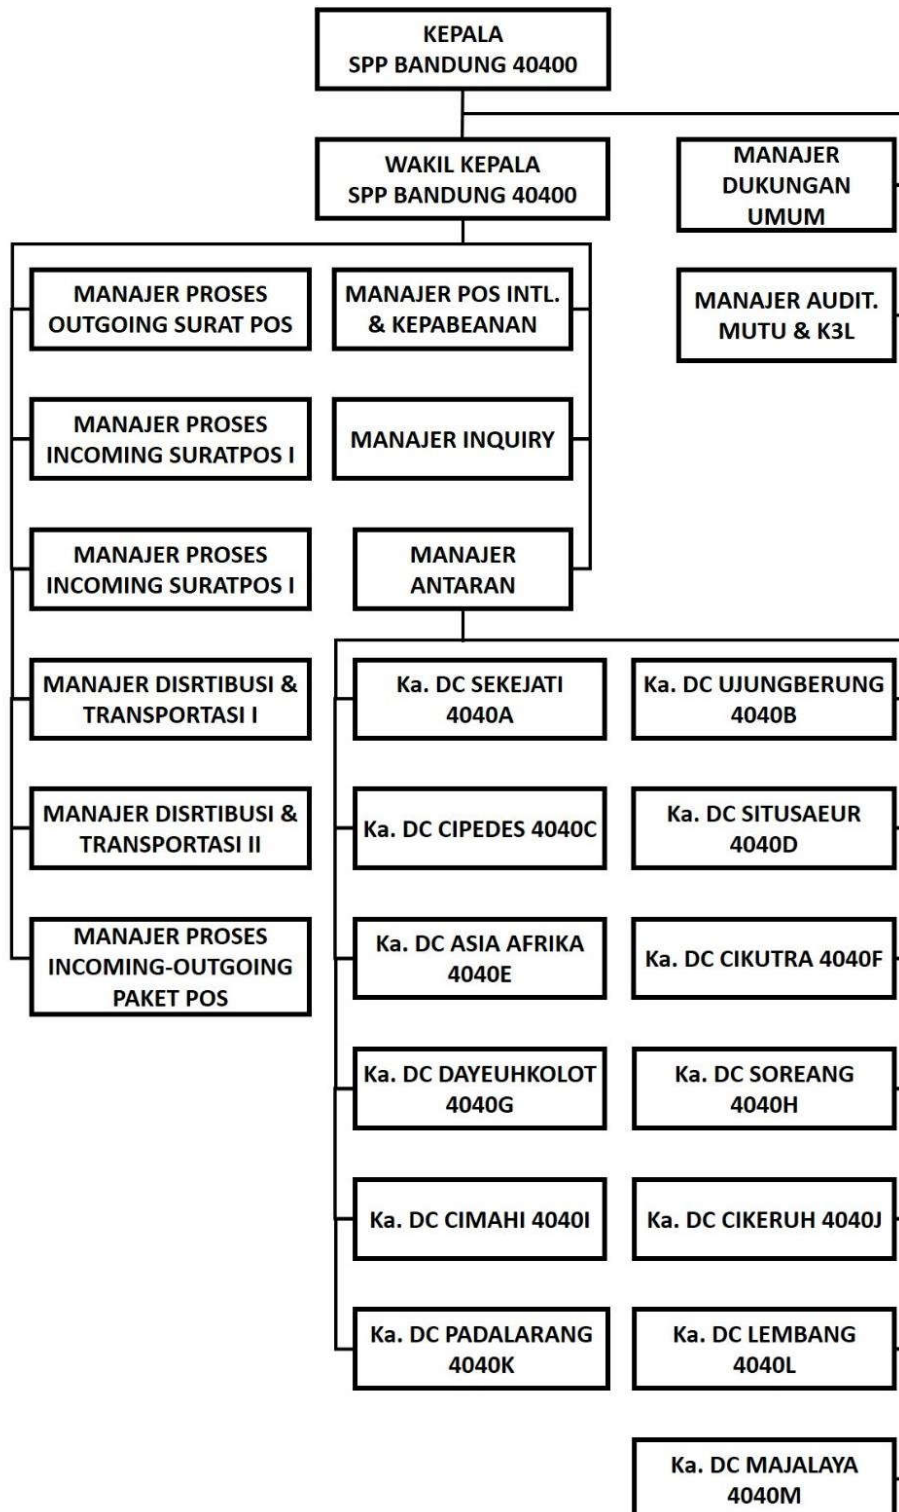 KEPALA
SPP BANDUNG 40400
WAKIL KEPALA
SPP BANDUNG 40400
MANAJER
DUKUNGAN
UMUM
MANAJER AUDIT.
MUTU & K3L
MANAJER PROSES
OUTGOING SURAT POS
MANAJER PROSES
INCOMING SURATPOS I
MANAJER PROSES
INCOMING SURATPOS I
MANAJER DISRTIBUSI &
TRANSPORTASI I
MANAJER DISRTIBUSI &
TRANSPORTASI II
MANAJER PROSES
INCOMING-OUTGOING
PAKET POS
MANAJER POS INTL.
& KEPABEANAN
MANAJER INQUIRY
MANAJER
ANTARAN
Ka. DC SEKEJATI
4040A
Ka. DC UJUNGBERUNG
4040B
Ka. DC CIPEDES 4040C
Ka. DC SITUSAEUR
4040D
Ka. DC ASIA AFRIKA
4040E
Ka. DC CIKUTRA 4040F
Ka. DC DAYEUHKOLOT
4040G
Ka. DC SOREANG
4040H
Ka. DC CIMAHI 4040I
Ka. DC CIKERUH 4040J
Ka. DC PADALARANG
4040K
Ka. DC LEMBANG
4040L
Ka. DC MAJALAYA
4040M